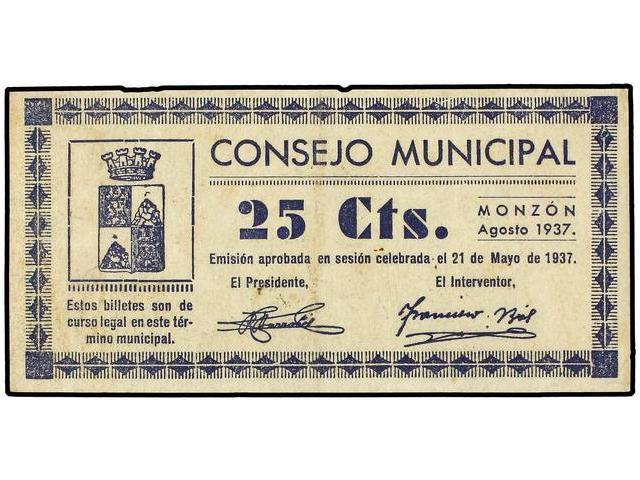 CONSEJO MUNICIPAL
25 Cts.
MONZÓN
Agosto 1937.
Emisión aprobada en sesión celebrada el 21 de Mayo de 1937.
El Presidente,
El Interventor,
Francisco
Estos billetes son de
curso legal en este tér-
mino municipal.